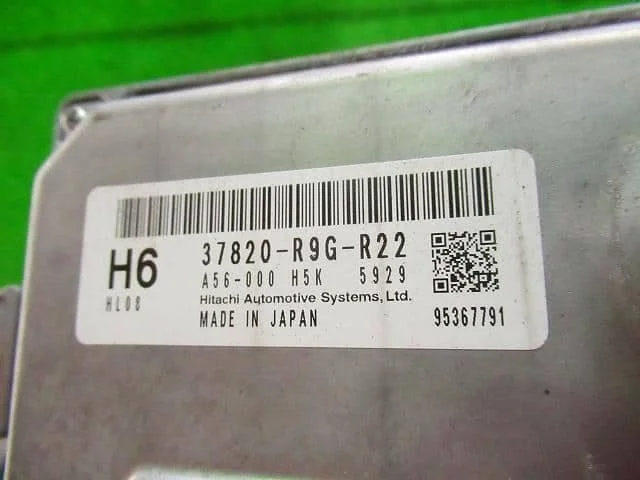 H6
HL08
37820-R9G-R22
A56-000 H5K 5929
Hitachi Automotive Systems, Ltd.
MADE IN JAPAN
95367791